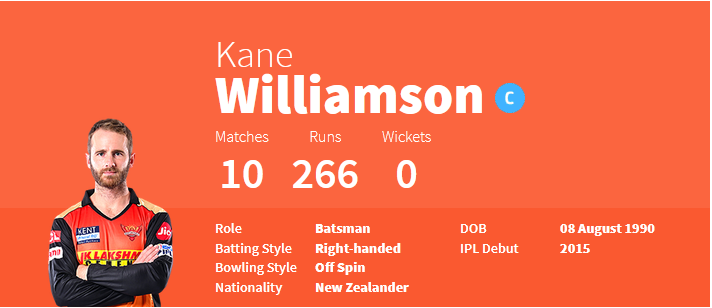 Kane
Williamson C
Matches Runs Wickets
10 266 0
Role Batsman DOB 08 August 1990
Batting Style Right-handed IPL Debut 2015
Bowling Style Off Spin
Nationality New Zealander
KENT
JIO